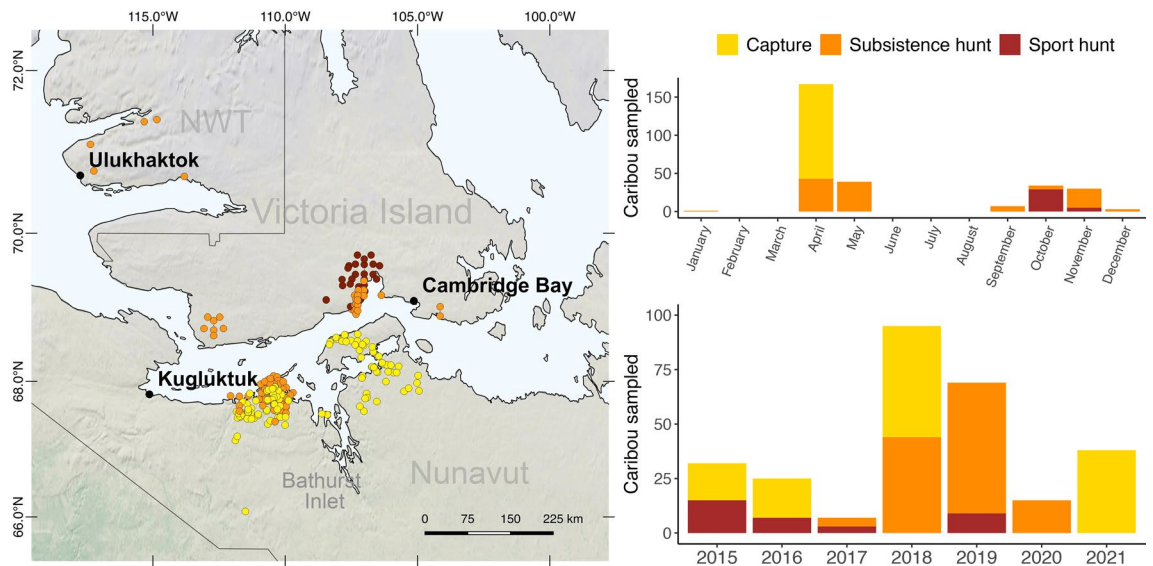 115.0°W 110.0°W 105.0°W 100.0°W
72.0°N
70.0°N
68.0°N
66.0°N
NWT
Ulukhaktok
Victoria Island
Cambridge Bay
Kugluktuk
Bathurst
Inlet
Nunavut
0 75 150 225 km
Capture Subsistence hunt Sport hunt
Caribou sampled
150
100
50
0
January February March April May June July August September October November December
Caribou sampled
100
75
50
25
0
2015 2016 2017 2018 2019 2020 2021